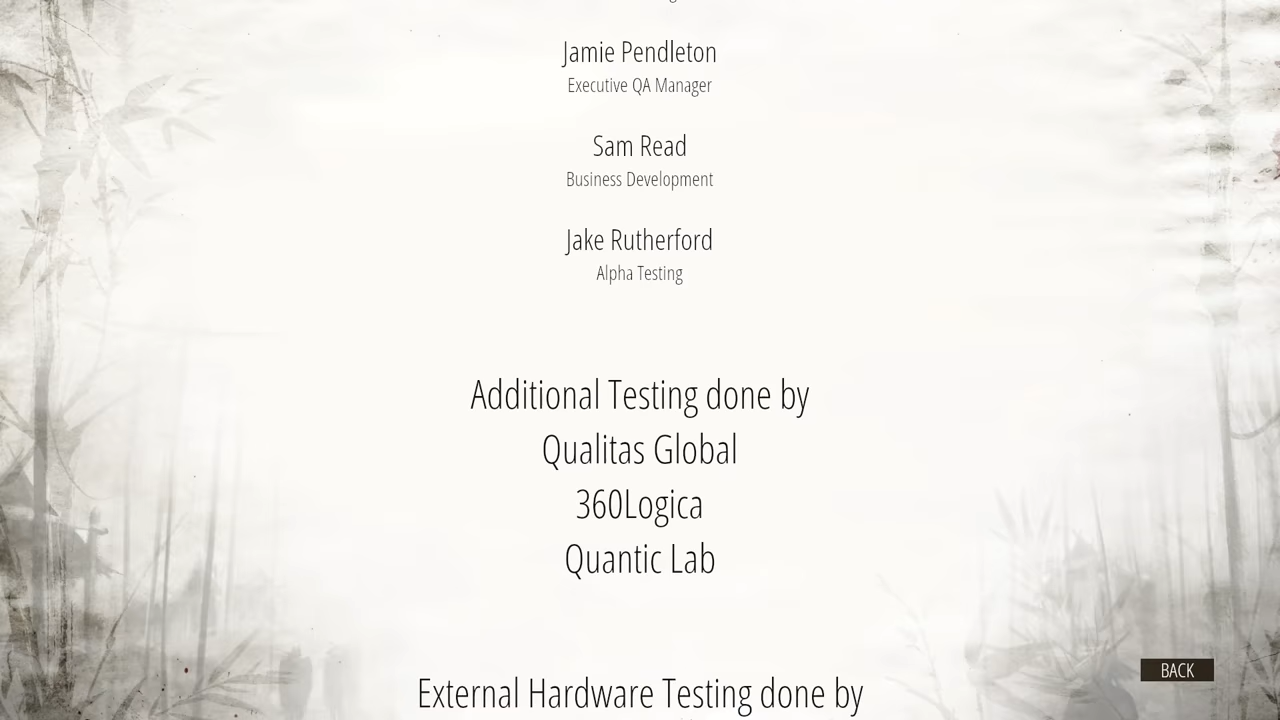 Jamie Pendleton
Executive QA Manager
Sam Read
Business Development
Jake Rutherford
Alpha Testing
Additional Testing done by
Qualitas Global
360Logica
Quantic Lab
External Hardware Testing done by
BACK